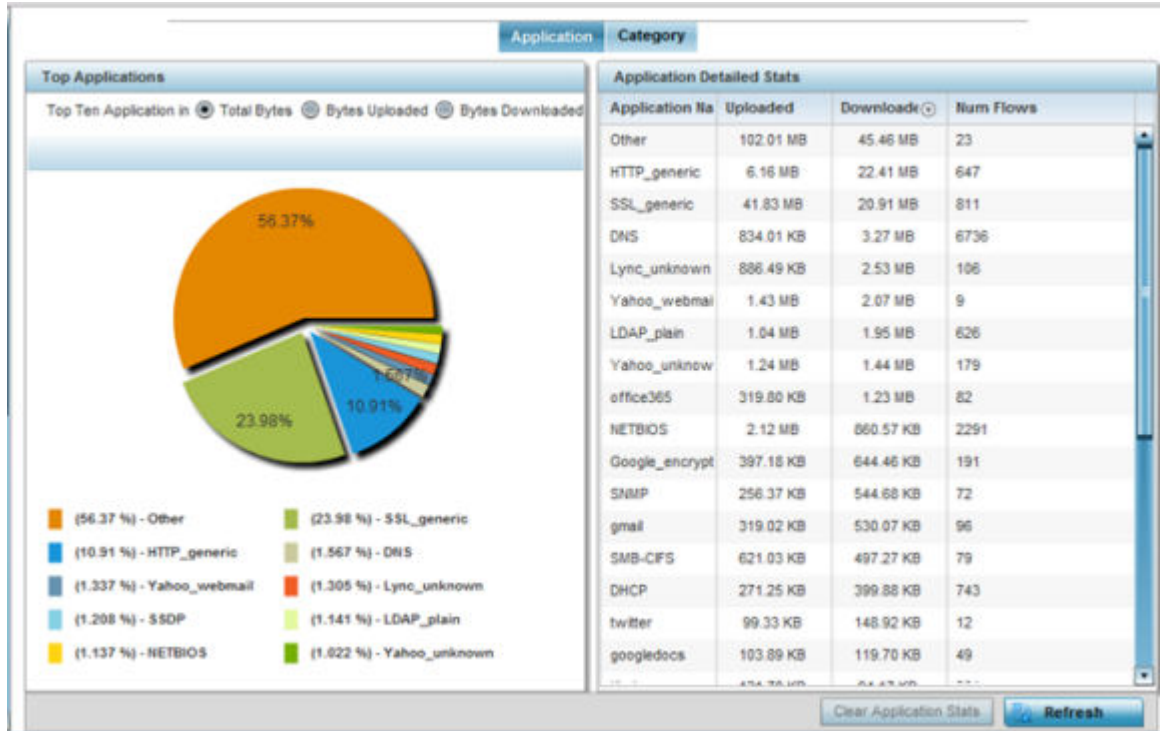 Application Category
Top Applications
Top Ten Application in Total Bytes Bytes Uploaded Bytes Downloaded
56.37%
1.567%
10.91%
23.98%
(56.37 %) - Other (23.98 %) - SSL_generic
(10.91 %) - HTTP_generic (1.567 %) - DNS
(1.337 %) - Yahoo_webmail (1.305 %) - Lync_unknown
(1.208 %) - SSDP (1.141 %) - LDAP_plain
(1.137 %) - NETBIOS (1.022 %) - Yahoo_unknown
Application Detailed Stats
Application Na Uploaded Downloade Num Flows
Other 102.01 MB 45.46 MB 23
HTTP_generic 6.16 MB 22.41 MB 647
SSL_generic 41.83 MB 20.91 MB 811
DNS 834.01 KB 3.27 MB 6736
Lync_unknown 886.49 KB 2.53 MB 106
Yahoo_webmai 1.43 MB 2.07 MB 9
LDAP_plain 1.04 MB 1.95 MB 626
Yahoo_unknow 1.24 MB 1.44 MB 179
office365 319.80 KB 1.23 MB 82
NETBIOS 2.12 MB 860.57 KB 2291
Google_encrypt 397.18 KB 644.46 KB 191
SNMP 256.37 KB 544.68 KB 72
gmail 319.02 KB 530.07 KB 96
SMB-CIFS 621.03 KB 497.27 KB 79
DHCP 271.25 KB 399.88 KB 743
twitter 99.33 KB 148.92 KB 12
googledocs 103.89 KB 119.70 KB 49
Clear Application Stats Refresh